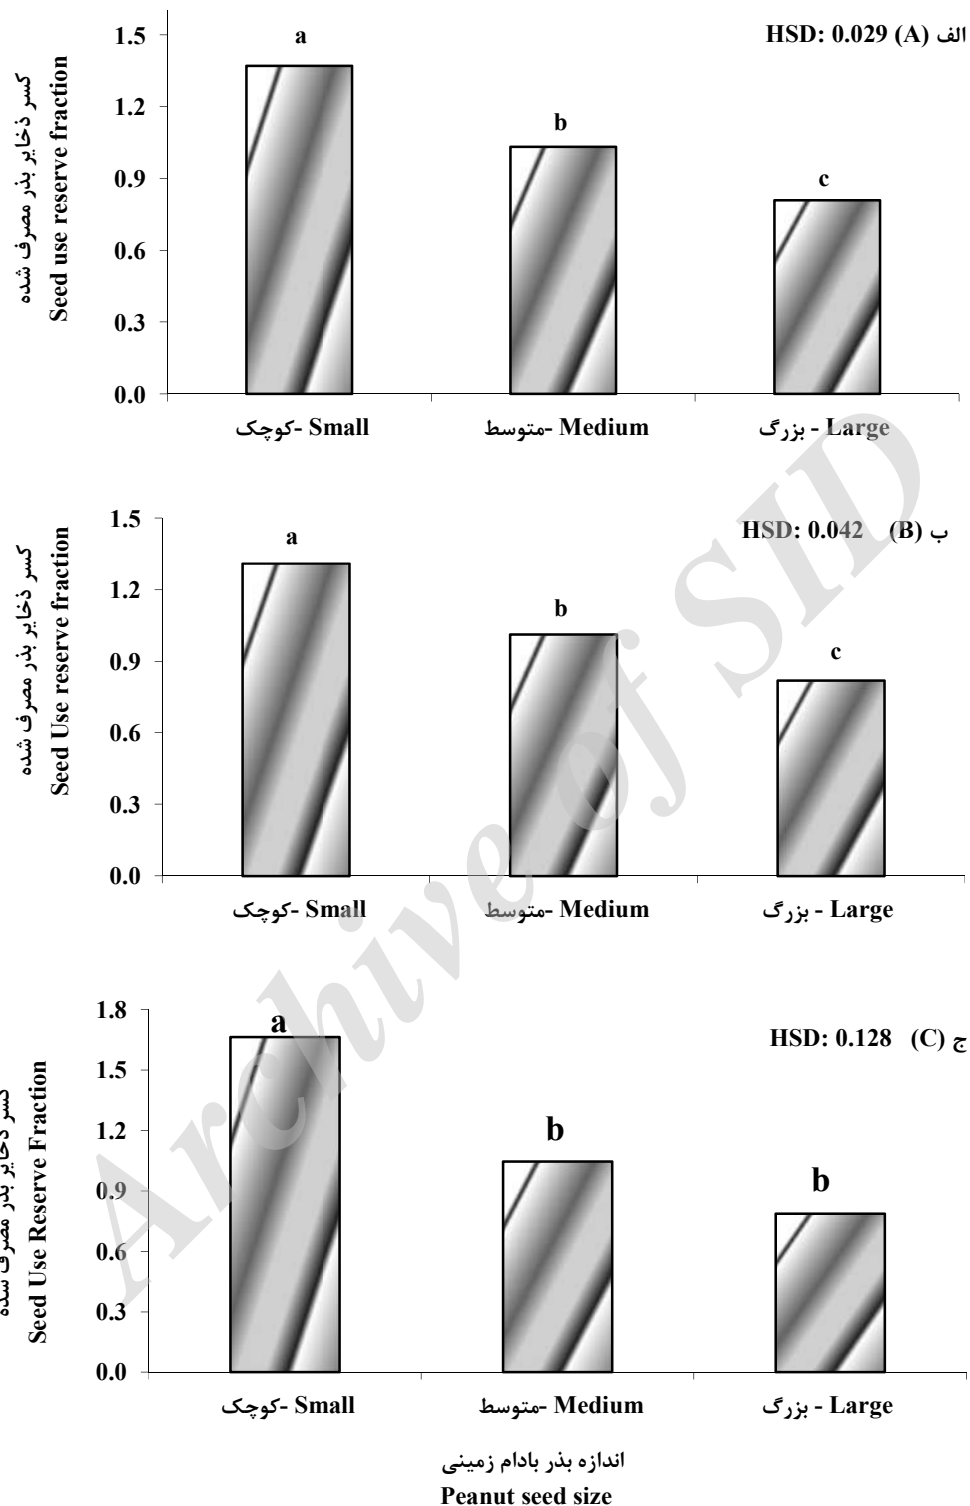 HSD: 0.029 (A) الف
a
b
c
کسر ذخایر بذر مصرف شده
Seed use reserve fraction
1.5
1.2
0.9
0.6
0.3
0.0
کوچک- Small
متوسط- Medium
بزرگ - Large
HSD: 0.042 (B) ب
a
b
c
کسر ذخایر بذر مصرف شده
Seed Use reserve fraction
1.5
1.2
0.9
0.6
0.3
0.0
کوچک- Small
متوسط- Medium
بزرگ - Large
HSD: 0.128 (C) ج
a
b
b
کسر ذخایر بذر مصرف شده
Seed Use Reserve Fraction
1.8
1.5
1.2
0.9
0.6
0.3
0.0
کوچک- Small
متوسط- Medium
بزرگ - Large
اندازه بذر بادام زمینی
Peanut seed size
Archive of SID